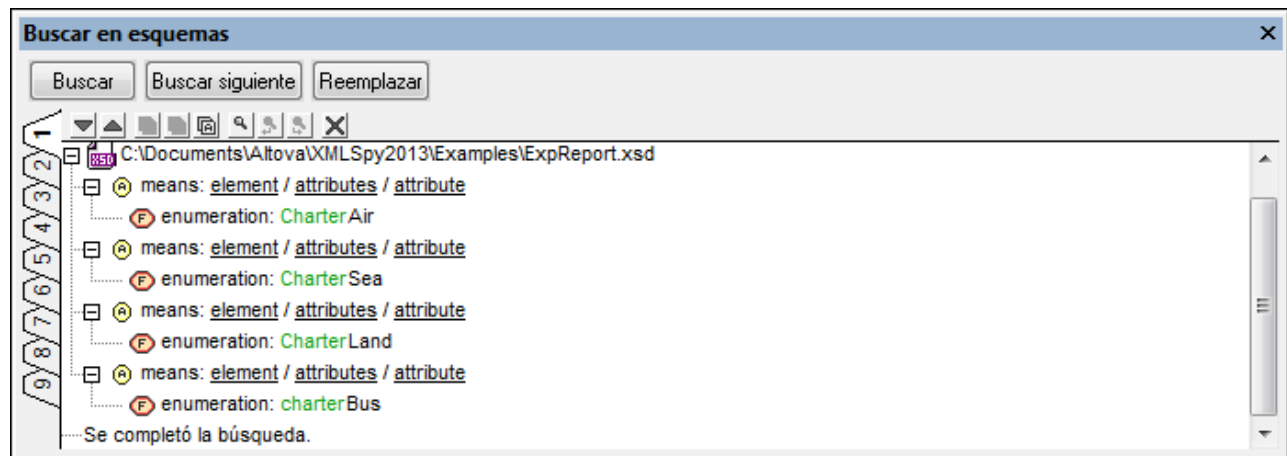 Buscar en esquemas
Buscar Buscar siguiente Reemplazar
1
2
3
4
5
6
7
8
9
XSD C:\Documents\Altova\XMLSpy2013\Examples\ExpReport.xsd
A means: element / attributes / attribute
F enumeration: CharterAir
A means: element / attributes / attribute
F enumeration: CharterSea
A means: element / attributes / attribute
F enumeration: CharterLand
A means: element / attributes / attribute
F enumeration: charterBus
Se completó la búsqueda.